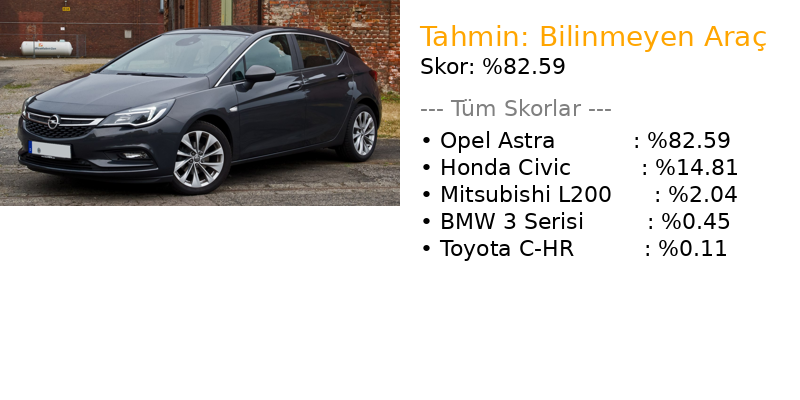 Tahmin: Bilinmeyen Araç
Skor: %82.59
--- Tüm Skorlar ---
• Opel Astra : %82.59
• Honda Civic : %14.81
• Mitsubishi L200 : %2.04
• BMW 3 Serisi : %0.45
• Toyota C-HR : %0.11